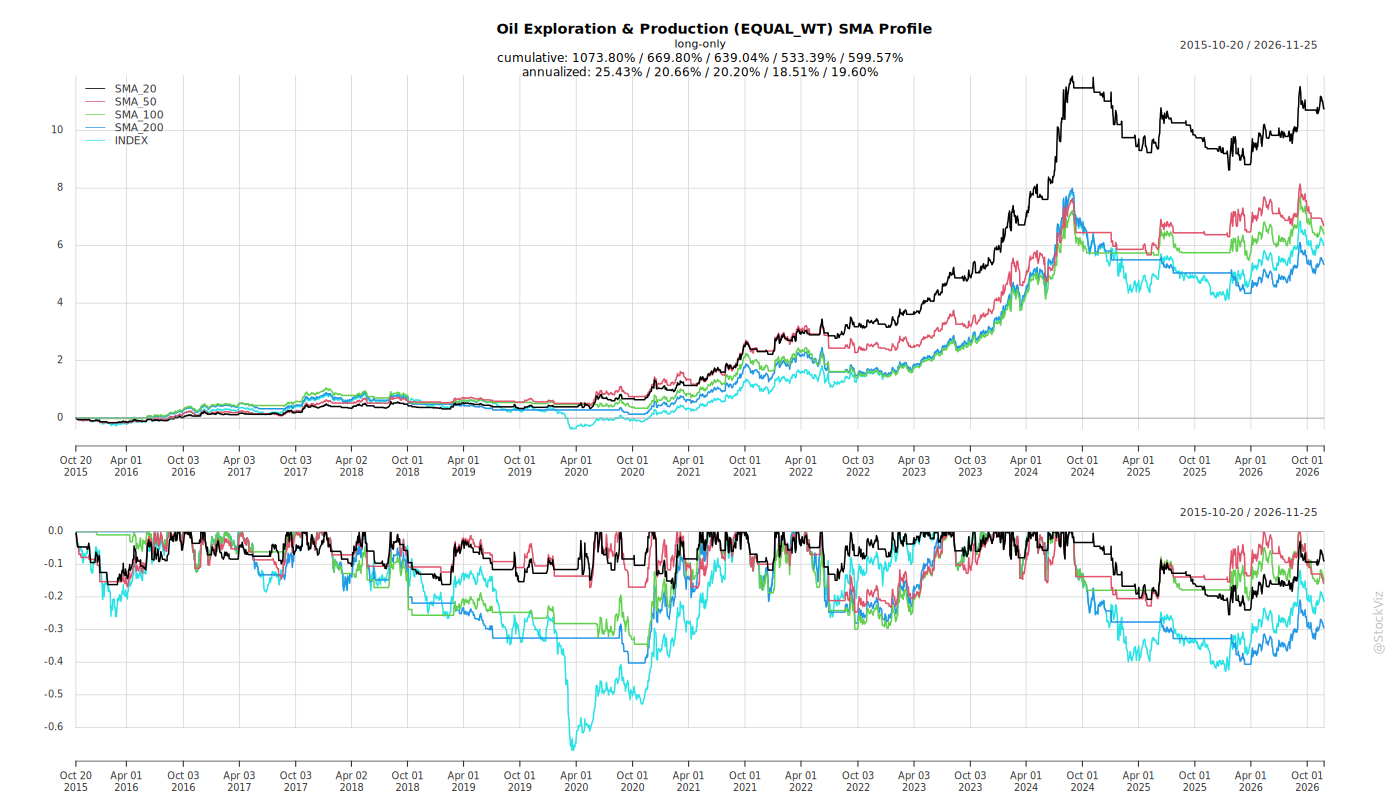 Oil Exploration & Production (EQUAL_WT) SMA Profile
long-only
cumulative: 1073.80% / 669.80% / 639.04% / 533.39% / 599.57%
annualized: 25.43% / 20.66% / 20.20% / 18.51% / 19.60%
2015-10-20 / 2026-11-25
SMA_20
SMA_50
SMA_100
SMA_200
INDEX
10
8
6
4
2
0
Oct 20 Apr 01 Oct 03 Apr 03 Oct 03 Apr 02 Oct 01 Apr 01 Oct 01 Apr 01 Oct 01 Apr 01 Oct 01 Apr 01 Oct 03 Apr 03 Oct 03 Apr 01 Oct 01 Apr 01 Oct 01 Apr 01 Oct 01
2015 2016 2016 2017 2017 2018 2018 2019 2019 2020 2020 2021 2021 2022 2022 2023 2023 2024 2024 2025 2025 2026 2026
2015-10-20 / 2026-11-25
0.0
-0.1
-0.2
-0.3
-0.4
-0.5
-0.6
Oct 20 Apr 01 Oct 03 Apr 03 Oct 03 Apr 02 Oct 01 Apr 01 Oct 01 Apr 01 Oct 01 Apr 01 Oct 01 Apr 01 Oct 03 Apr 03 Oct 03 Apr 01 Oct 01 Apr 01 Oct 01 Apr 01 Oct 01
2015 2016 2016 2017 2017 2018 2018 2019 2019 2020 2020 2021 2021 2022 2022 2023 2023 2024 2024 2025 2025 2026 2026
@StockViz